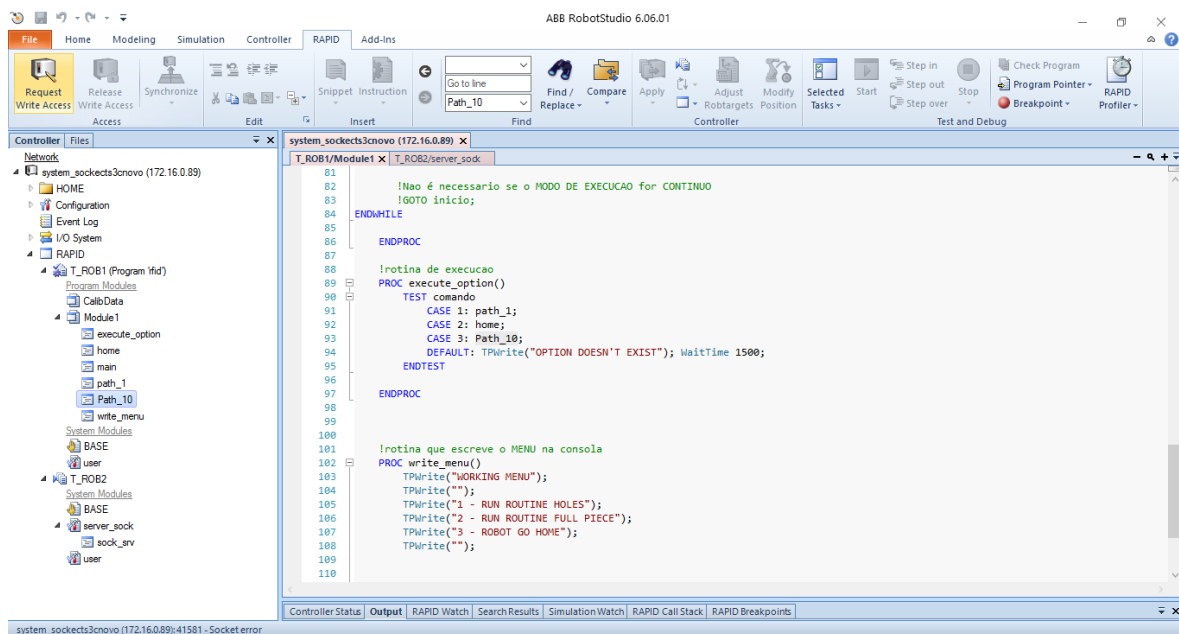 ABB RobotStudio 6.06.01
File Home Modeling Simulation Controller RAPID Add-Ins
Request Write Access
Release Write Access
Synchronize
Snippet Instruction
Go to line
Path_10
Find / Replace
Compare
Apply
Adjust Robtargets
Modify Position
Selected Tasks
Start
Step in
Step out
Step over
Stop
Check Program
Program Pointer
Breakpoint
RAPID Profiler
Access Edit Insert Find Controller Test and Debug
Controller Files
Network
system_sockects3cnovo (172.16.0.89)
HOME
Configuration
Event Log
I/O System
RAPID
T_ROB1 (Program 'rfid')
Program Modules
CalibData
Module1
execute_option
home
main
path_1
Path_10
write_menu
System Modules
BASE
user
T_ROB2
System Modules
BASE
server_sock
sock_srv
user
system_sockects3cnovo (172.16.0.89)
T_ROB1/Module1 T_ROB2/server_sock
81
82 !Nao é necessario se o MODO DE EXECUCAO for CONTINUO
83 !GOTO inicio;
84 ENDWHILE
85
86 ENDPROC
87
88 !rotina de execucao
89 PROC execute_option()
90 TEST comando
91 CASE 1: path_1;
92 CASE 2: home;
93 CASE 3: Path_10;
94 DEFAULT: TPWrite("OPTION DOESN'T EXIST"); WaitTime 1500;
95 ENDTEST
96
97 ENDPROC
98
99
100
101 !rotina que escreve o MENU na consola
102 PROC write_menu()
103 TPWrite("WORKING MENU");
104 TPWrite("");
105 TPWrite("1 - RUN ROUTINE HOLES");
106 TPWrite("2 - RUN ROUTINE FULL PIECE");
107 TPWrite("3 - ROBOT GO HOME");
108 TPWrite("");
109
110
Controller Status Output RAPID Watch Search Results Simulation Watch RAPID Call Stack RAPID Breakpoints
system_sockects3cnovo (172.16.0.89): 41581 - Socket error